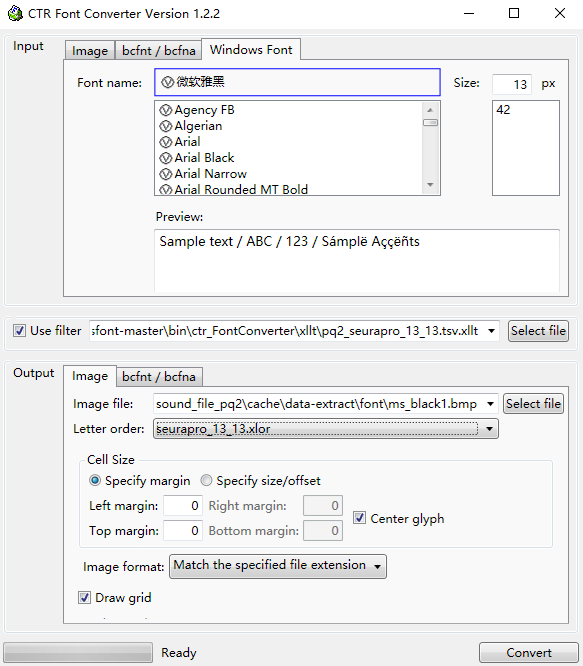 CTR Font Converter Version 1.2.2
Input
Image
bcfnt / bcfna
Windows Font
Font name:
微软雅黑
Size:
13
px
Agency FB
Algerian
Arial
Arial Black
Arial Narrow
Arial Rounded MT Bold
42
Preview:
Sample text / ABC / 123 / Sámplë Aççëñts
Use filter
sfont-master\bin\ctr_FontConverter\xllt\pq2_seurapro_13_13.tsv.xllt
Select file
Output
Image
bcfnt / bcfna
Image file:
sound_file_pq2\cache\data-extract\font\ms_black1.bmp
Select file
Letter order:
seurapro_13_13.xlor
Cell Size
Specify margin
Specify size/offset
Left margin:
0
Right margin:
0
Top margin:
0
Bottom margin:
0
Center glyph
Image format:
Match the specified file extension
Draw grid
Ready
Convert